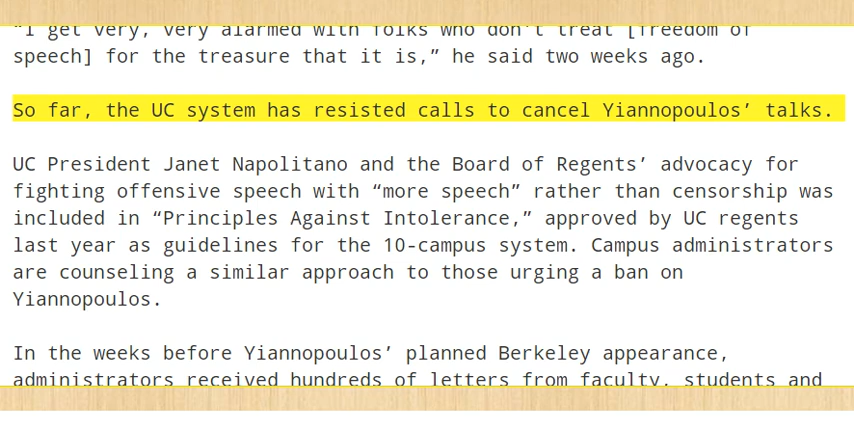 "I get very, very alarmed with folks who don't treat [freedom of
speech] for the treasure that it is,” he said two weeks ago.
So far, the UC system has resisted calls to cancel Yiannopoulos’ talks.
UC President Janet Napolitano and the Board of Regents’ advocacy for
fighting offensive speech with “more speech” rather than censorship was
included in “Principles Against Intolerance,” approved by UC regents
last year as guidelines for the 10-campus system. Campus administrators
are counseling a similar approach to those urging a ban on
Yiannopoulos.
In the weeks before Yiannopoulos’ planned Berkeley appearance,
administrators received hundreds of letters from faculty, students and